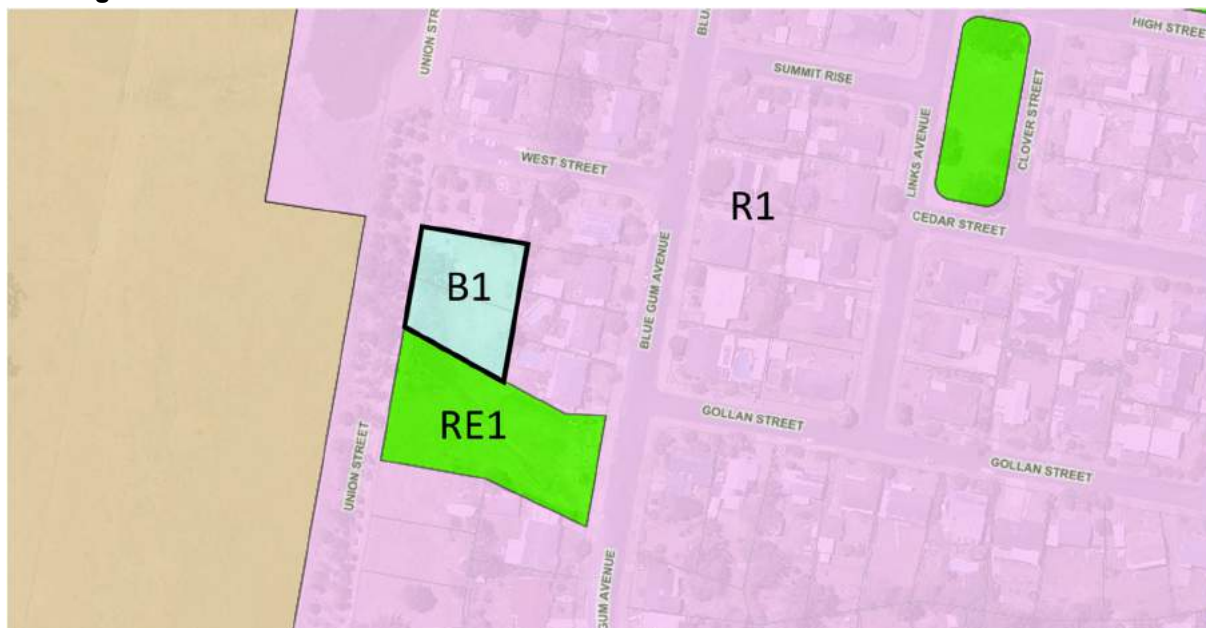 HIGH STREET
UNION STR
BLU
SUMMIT RISE
CLOVER STREET
LINKS AVENUE
WEST STREET
R1
CEDAR STREET
B1
BLUE GUM AVENUE
RE1
GOLLAN STREET
UNION STREET
GOLLAN STREET
GUM AVENUE